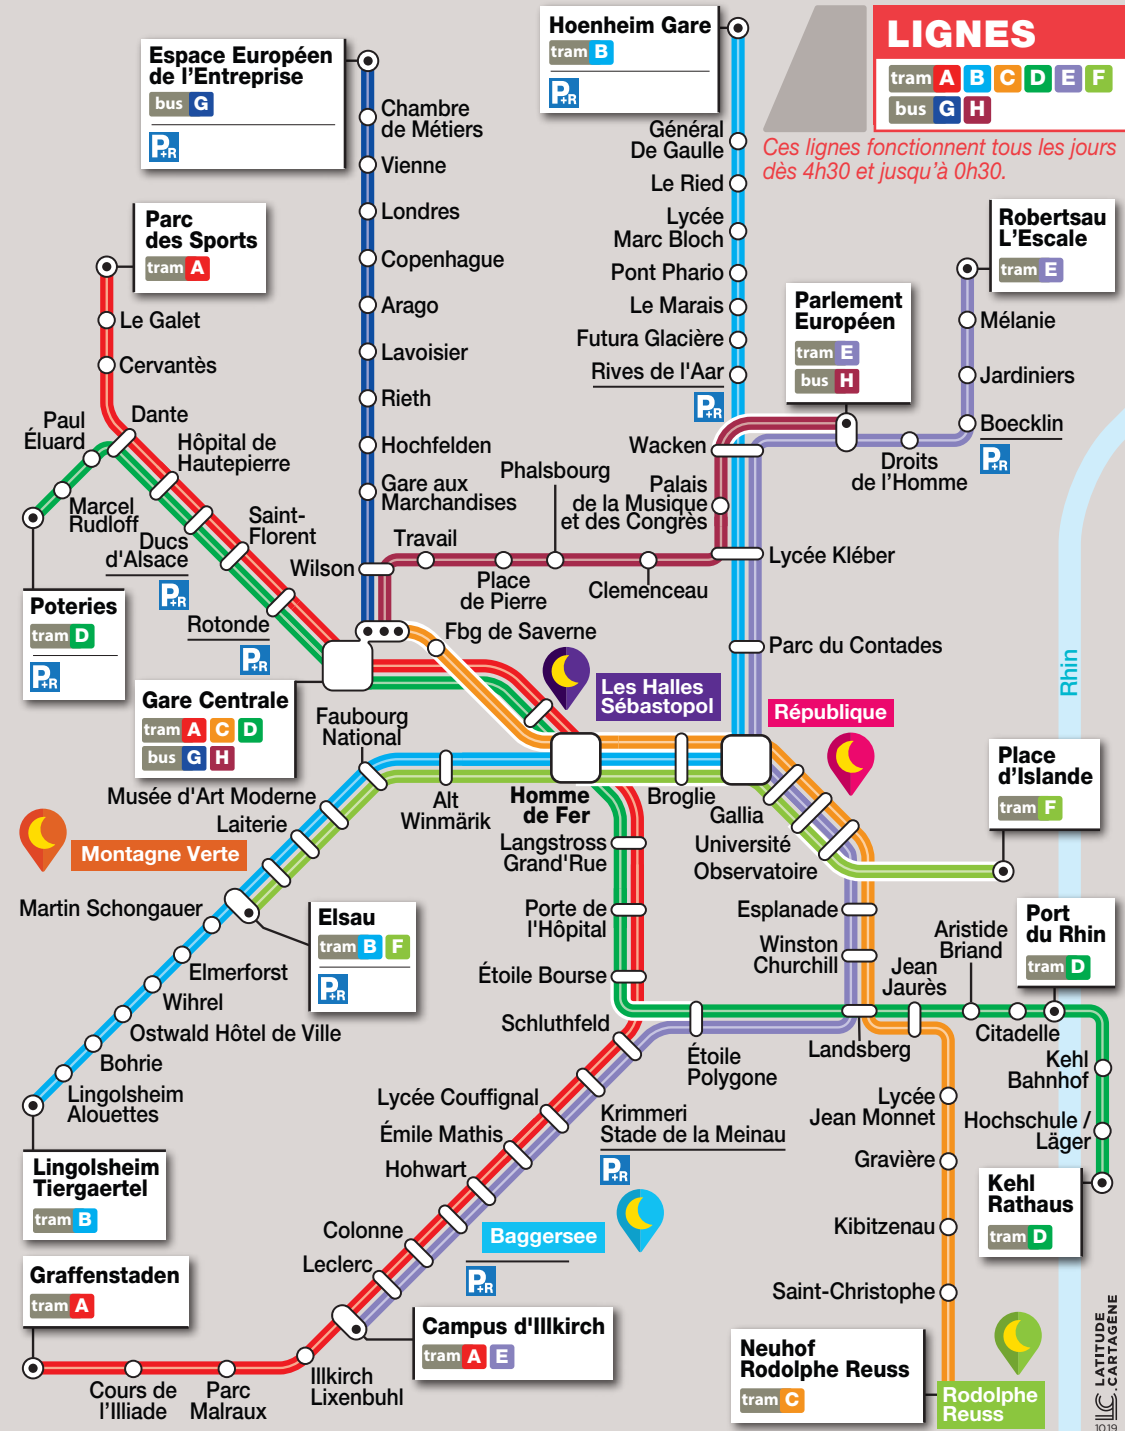 LIGNES
tram A B C D E F
bus G H
Ces lignes fonctionnent tous les jours
dès 4h30 et jusqu'à 0h30.
Espace Européen
de l'Entreprise
bus G
P+R
Chambre
de Métiers
Vienne
Londres
Copenhague
Arago
Lavoisier
Rieth
Hochfelden
Gare aux
Marchandises
Wilson
Hoenheim Gare
tram B
P+R
Général
De Gaulle
Le Ried
Lycée
Marc Bloch
Pont Phario
Le Marais
Futura Glacière
Rives de l'Aar
P+R
Wacken
Palais
de la Musique
et des Congrès
Lycée Kléber
Parc du Contades
Robertsau
L'Escale
tram E
Mélanie
Jardiniers
Boecklin
P+R
Droits
de l'Homme
Parlement
Européen
tram E
bus H
Parc
des Sports
tram A
Le Galet
Cervantès
Dante
Paul
Éluard
Marcel
Rudloff
Hôpital de
Hautepierre
Ducs
d'Alsace
P+R
Saint-
Florent
Rotonde
P+R
Poteries
tram D
P+R
Gare Centrale
tram A C D
bus G H
Travail
Place
de Pierre
Phalsbourg
Clemenceau
Fbg de Saverne
Les Halles
Sébastopol
République
Rhin
Faubourg
National
Musée d'Art Moderne
Laiterie
Montagne Verte
Martin Schongauer
Alt
Winmärik
Homme
de Fer
Broglie
Gallia
Université
Observatoire
Place
d'Islande
tram F
Langstross
Grand'Rue
Porte de
l'Hôpital
Étoile Bourse
Schluthfeld
Esplanade
Winston
Churchill
Landsberg
Jean
Jaurès
Aristide
Briand
Citadelle
Port
du Rhin
tram D
Kehl
Bahnhof
Hochschule /
Läger
Kehl
Rathaus
tram D
Elsau
tram B F
P+R
Elmerforst
Wihrel
Ostwald Hôtel de Ville
Bohrie
Lingolsheim
Alouettes
Lingolsheim
Tiergaertel
tram B
Étoile
Polygone
Krimmeri
Stade de la Meinau
P+R
Lycée Couffignal
Émile Mathis
Hohwart
Baggersee
P+R
Colonne
Leclerc
Campus d'Illkirch
tram A E
Illkirch
Lixenbuhl
Parc
Malraux
Cours de
l'Illiade
Graffenstaden
tram A
Lycée
Jean Monnet
Gravière
Kibitzenau
Saint-Christophe
Neuhof
Rodolphe Reuss
tram C
Rodolphe
Reuss
LATITUDE
CARTAGÈNE
1019